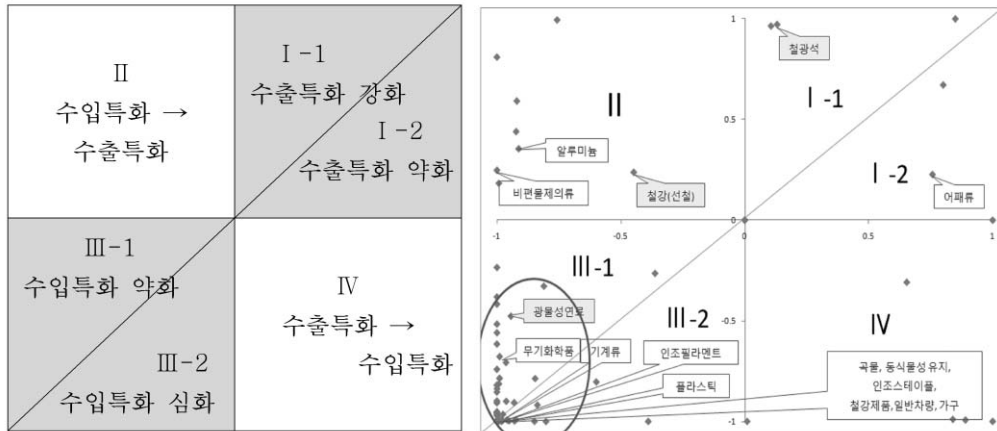 Ⅰ-1
수출특화 강화
Ⅱ
수입특화 →
수출특화
Ⅰ-2
수출특화 약화
Ⅲ-1
수입특화 약화
Ⅳ
수출특화 →
수입특화
Ⅲ-2
수입특화 심화
1
철광석
Ⅱ
Ⅰ-1
0.5
알루미늄
Ⅰ-2
비편물제의류
철강(선철)
어패류
0
-1
-0.5
0
0.5
1
Ⅲ-1
광물성연료
Ⅲ-2
Ⅳ
-0.5
무기화학품
기계류
인조필라멘트
플라스틱
곡물, 동식물성유지,
인조스테이플,
철강제품,일반차량,가구
-1